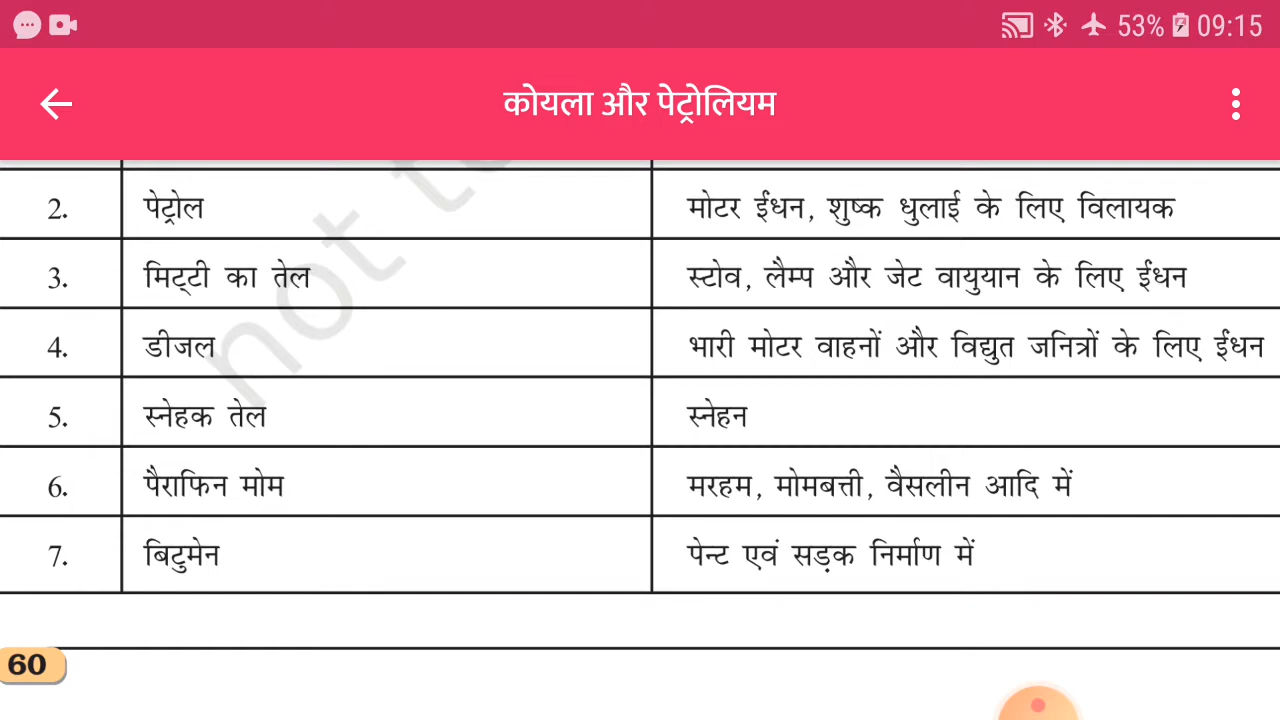 53% 09:15
कोयला और पेट्रोलियम
not t
2. पेट्रोल मोटर ईंधन, शुष्क धुलाई के लिए विलायक
3. मिट्टी का तेल स्टोव, लैम्प और जेट वायुयान के लिए ईंधन
4. डीजल भारी मोटर वाहनों और विद्युत जनित्रों के लिए ईंधन
5. स्नेहक तेल स्नेहन
6. पैराफिन मोम मरहम, मोमबत्ती, वैसलीन आदि में
7. बिटुमेन पेन्ट एवं सड़क निर्माण में
60